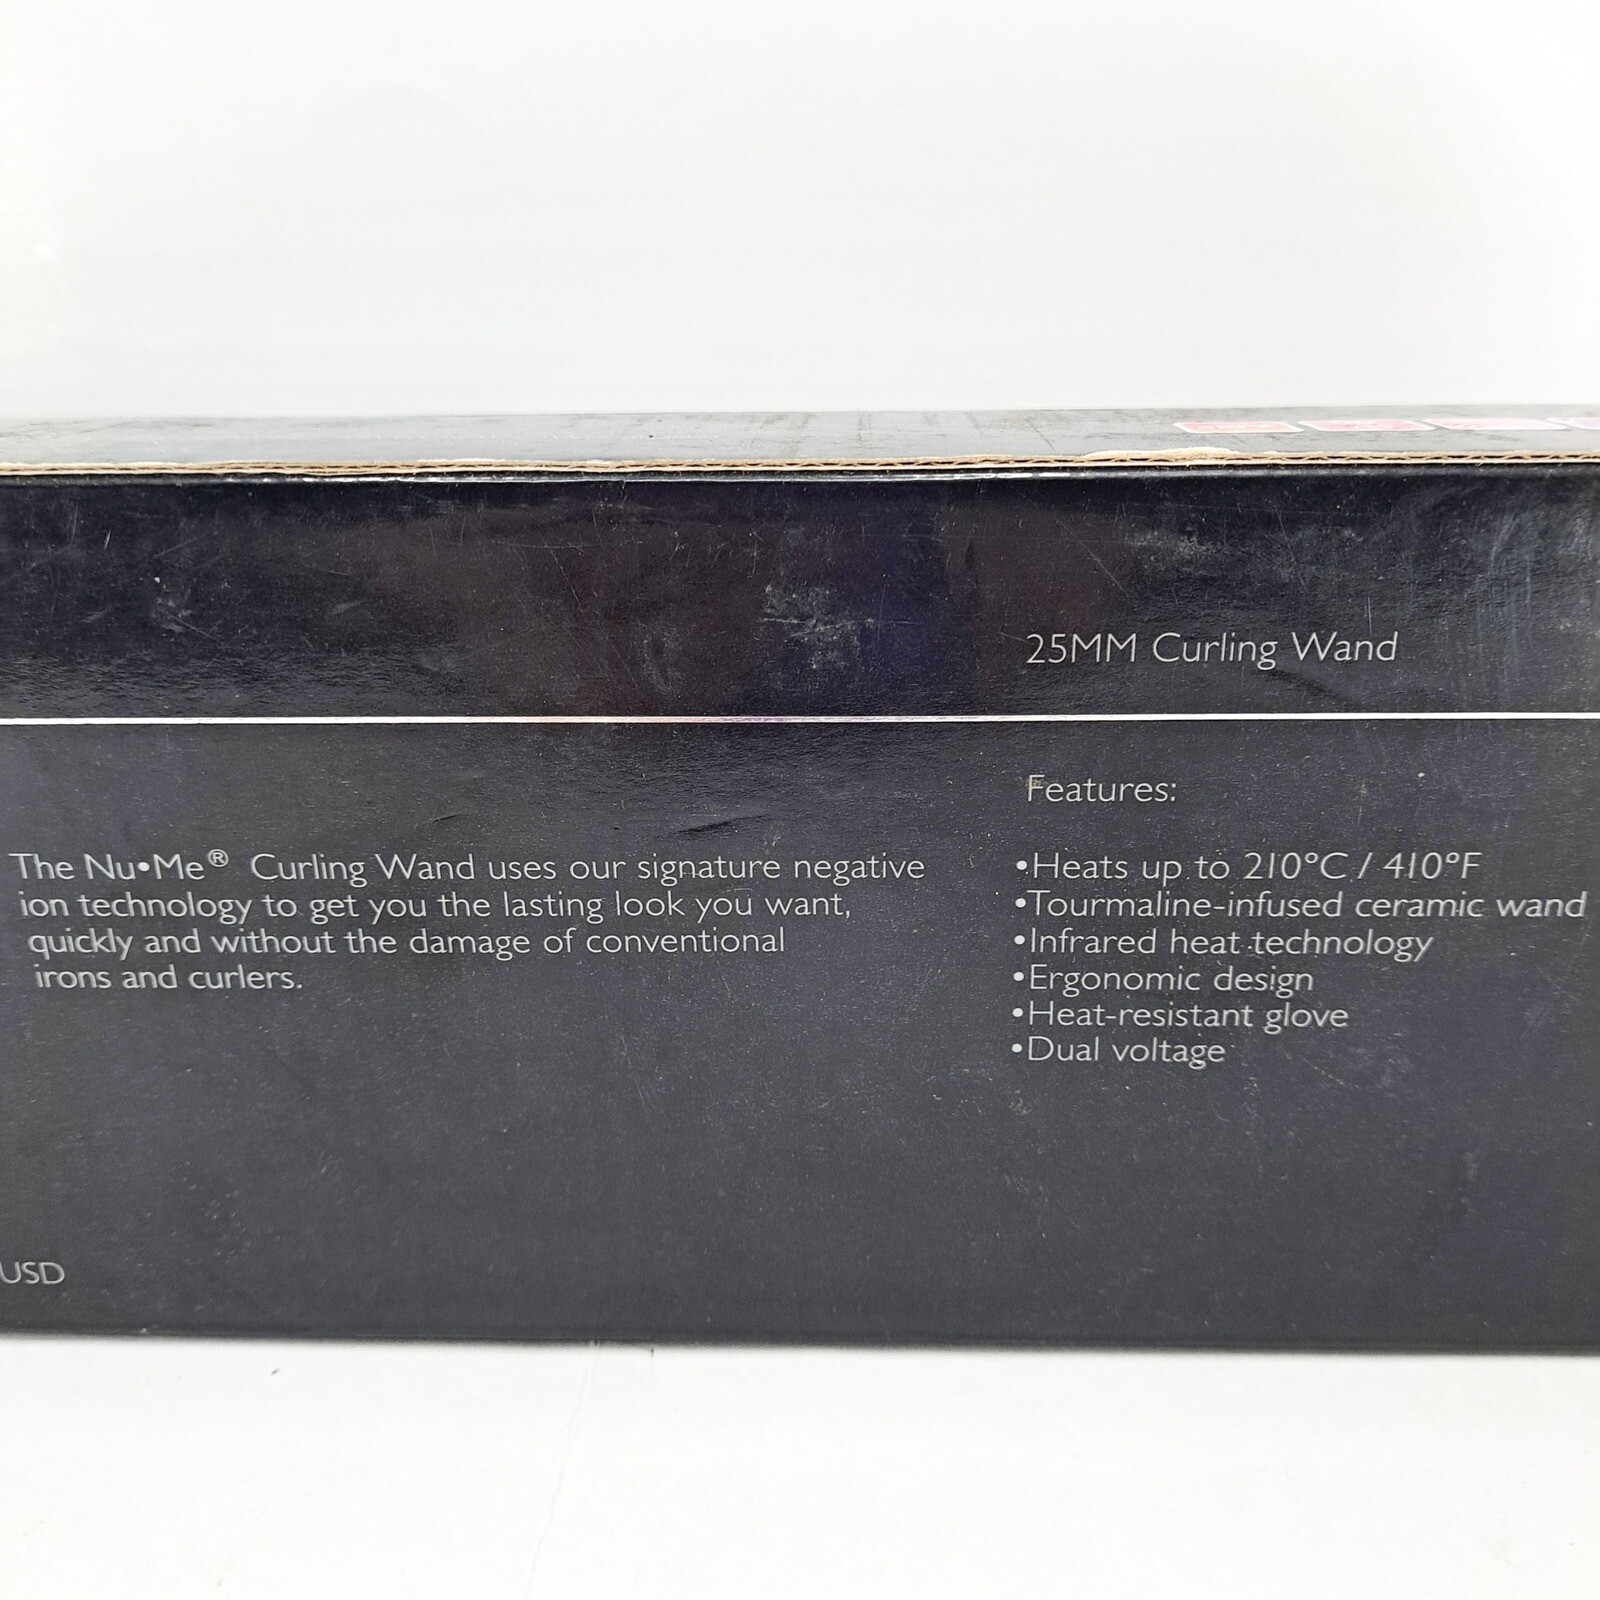 25MM Curling Wand
The Nu•Me® Curling Wand uses our signature negative
ion technology to get you the lasting look you want,
quickly and without the damage of conventional
irons and curlers.
Features:
•Heats up to 210°C / 410°F
•Tourmaline-infused ceramic wand
•Infrared heat technology
•Ergonomic design
•Heat-resistant glove
•Dual voltage
USD